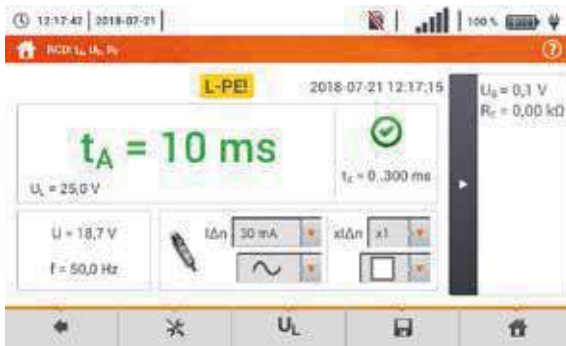 12:17:42 | 2018-07-21
100 %
RCD: tA, UB, RE
L-PE!
2018-07-21 12:17:15
tA = 10 ms
UL = 25,0 V
tA = 0..300 ms
UB = 0,1 V
RE = 0,00 kΩ
U = 18,7 V
f = 50,0 Hz
IΔn 30 mA
xIΔn x1
UL